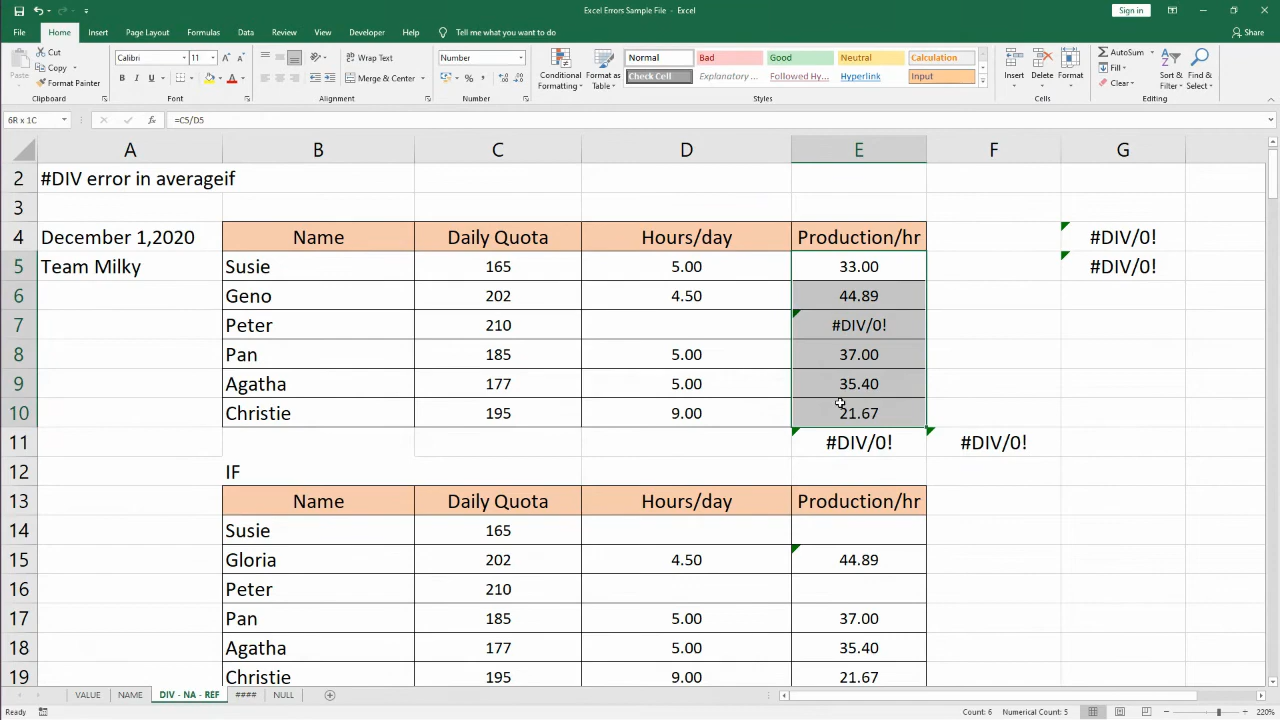 Excel Errors Sample File - Excel
Sign in
File Home Insert Page Layout Formulas Data Review View Developer Help Tell me what you want to do Share
Paste Cut Copy Format Painter Clipboard
Calibri 11 B I U Font
Wrap Text Merge & Center Alignment
Number % Number
Conditional Formatting Format as Table
Normal Bad Good Neutral Calculation
Check Cell Explanatory ... Followed Hy... Hyperlink Input
Styles
Insert Delete Format Cells
AutoSum Fill Clear Sort & Filter Find & Select Editing
6R x 1C fx =C5/D5
A B C D E F G
2 #DIV error in averageif
3
4 December 1,2020 Name Daily Quota Hours/day Production/hr #DIV/0!
5 Team Milky Susie 165 5.00 33.00 #DIV/0!
6 Geno 202 4.50 44.89
7 Peter 210 #DIV/0!
8 Pan 185 5.00 37.00
9 Agatha 177 5.00 35.40
10 Christie 195 9.00 21.67
11 #DIV/0! #DIV/0!
12 IF
13 Name Daily Quota Hours/day Production/hr
14 Susie 165
15 Gloria 202 4.50 44.89
16 Peter 210
17 Pan 185 5.00 37.00
18 Agatha 177 5.00 35.40
19 Christie 195 9.00 21.67
VALUE NAME DIV - NA - REF #### NULL
Ready Count: 6 Numerical Count: 5 220%